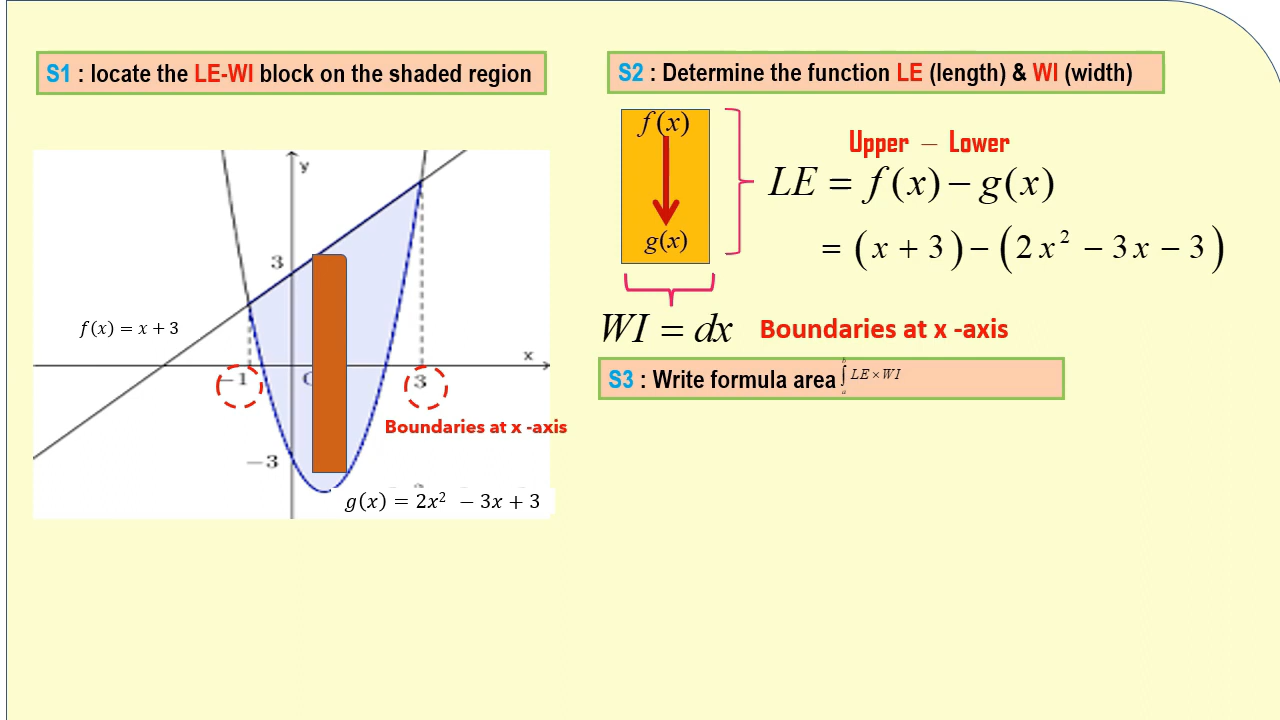 S1 : locate the LE-WI block on the shaded region
y
3
f(x) = x + 3
x
−1
3
Boundaries at x -axis
−3
g(x) = 2x² − 3x + 3
S2 : Determine the function LE (length) & WI (width)
f(x)
g(x)
Upper − Lower
LE = f(x) − g(x)
= (x + 3) − (2x² − 3x − 3)
WI = dx Boundaries at x -axis
S3 : Write formula area ∫ₐᵇ LE × WI